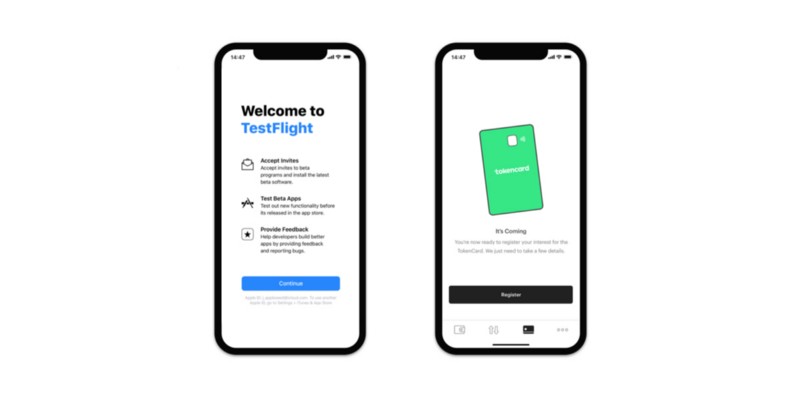 14:47
Welcome to
TestFlight
Accept Invites
Accept invites to beta
programs and install the latest
beta software.
Test Beta Apps
Test out new functionality before
its released in the app store.
Provide Feedback
Help developers build better
apps by providing feedback
and reporting bugs.
Continue
14:47
tokencard
It's Coming
You're now ready to register your interest for the
TokenCard. We just need to take a few details.
Register